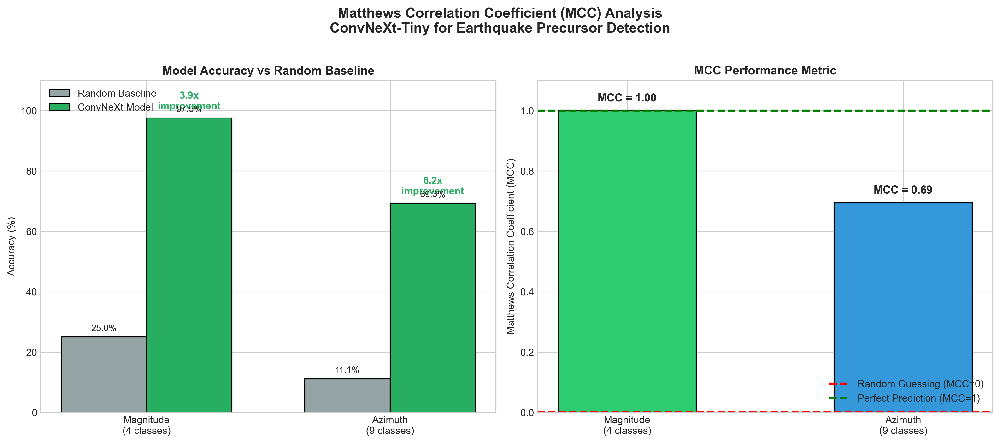 Matthews Correlation Coefficient (MCC) Analysis
ConvNeXt-Tiny for Earthquake Precursor Detection
Model Accuracy vs Random Baseline
Random Baseline
ConvNeXt Model
3.9x
improvement
97.5%
6.2x
improvement
69.3%
25.0%
11.1%
100
80
60
40
20
0
Accuracy (%)
Magnitude
(4 classes)
Azimuth
(9 classes)
MCC Performance Metric
MCC = 1.00
MCC = 0.69
1.0
0.8
0.6
0.4
0.2
0.0
Matthews Correlation Coefficient (MCC)
Random Guessing (MCC=0)
Perfect Prediction (MCC=1)
Magnitude
(4 classes)
Azimuth
(9 classes)